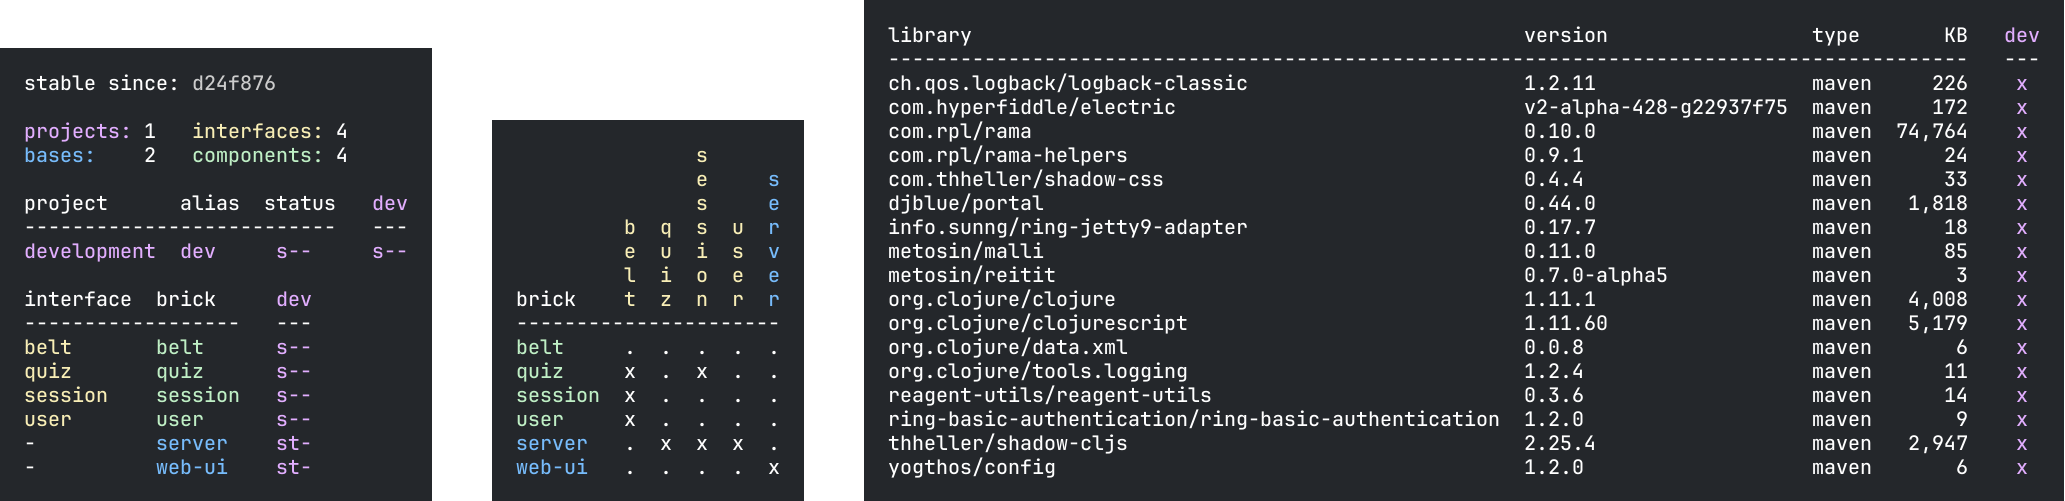 stable since: d24f876
projects: 1   interfaces: 4
bases:    2   components: 4
project      alias  status   dev
--------------------------   ---
development  dev     s--     s--
interface  brick     dev
------------------   ---
belt       belt      s--
quiz       quiz      s--
session    session   s--
user       user      s--
-          server    st-
-          web-ui    st-
               s
               e     s
               s     e
         b  q  s  u  r
         e  u  i  s  v
         l  i  o  e  e
brick    t  z  n  r  r
----------------------
belt     .  .  .  .  .
quiz     x  .  x  .  .
session  x  .  .  .  .
user     x  .  .  .  .
server   .  x  x  x  .
web-ui   .  .  .  .  x
library                                              version                 type       KB   dev
------------------------------------------------------------------------------------------   ---
ch.qos.logback/logback-classic                       1.2.11                  maven     226    x
com.hyperfiddle/electric                             v2-alpha-428-g22937f75  maven     172    x
com.rpl/rama                                         0.10.0                  maven  74,764    x
com.rpl/rama-helpers                                 0.9.1                   maven      24    x
com.thheller/shadow-css                              0.4.4                   maven      33    x
djblue/portal                                        0.44.0                  maven   1,818    x
info.sunng/ring-jetty9-adapter                       0.17.7                  maven      18    x
metosin/malli                                        0.11.0                  maven      85    x
metosin/reitit                                       0.7.0-alpha5            maven       3    x
org.clojure/clojure                                  1.11.1                  maven   4,008    x
org.clojure/clojurescript                            1.11.60                 maven   5,179    x
org.clojure/data.xml                                 0.0.8                   maven       6    x
org.clojure/tools.logging                            1.2.4                   maven      11    x
reagent-utils/reagent-utils                          0.3.6                   maven      14    x
ring-basic-authentication/ring-basic-authentication  1.2.0                   maven       9    x
thheller/shadow-cljs                                 2.25.4                  maven   2,947    x
yogthos/config                                       1.2.0                   maven       6    x